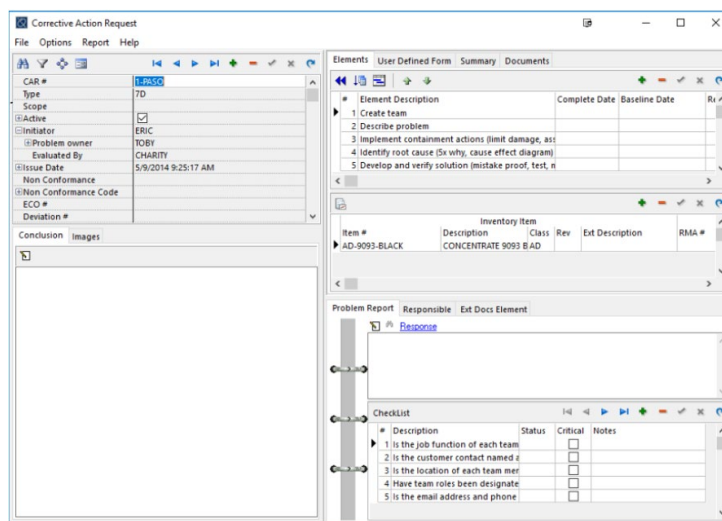 Corrective Action Request
File Options Report Help
CAR # 1-PASO
Type 7D
Scope
Active
Initiator ERIC
Problem owner TOBY
Evaluated By CHARITY
Issue Date 5/9/2014 9:25:17 AM
Non Conformance
Non Conformance Code
ECO #
Deviation #
Conclusion Images
Elements User Defined Form Summary Documents
# Element Description Complete Date Baseline Date
1 Create team
2 Describe problem
3 Implement containment actions (limit damage, ass
4 Identify root cause (5x why, cause effect diagram)
5 Develop and verify solution (mistake proof, test, n
Inventory Item
Item # Description Class Rev Ext Description RMA #
AD-9093-BLACK CONCENTRATE 9093 B AD
Problem Report Responsible Ext Docs Element
Response
CheckList
# Description Status Critical Notes
1 Is the job function of each team
2 Is the customer contact named a
3 Is the location of each team mer
4 Have team roles been designate
5 Is the email address and phone